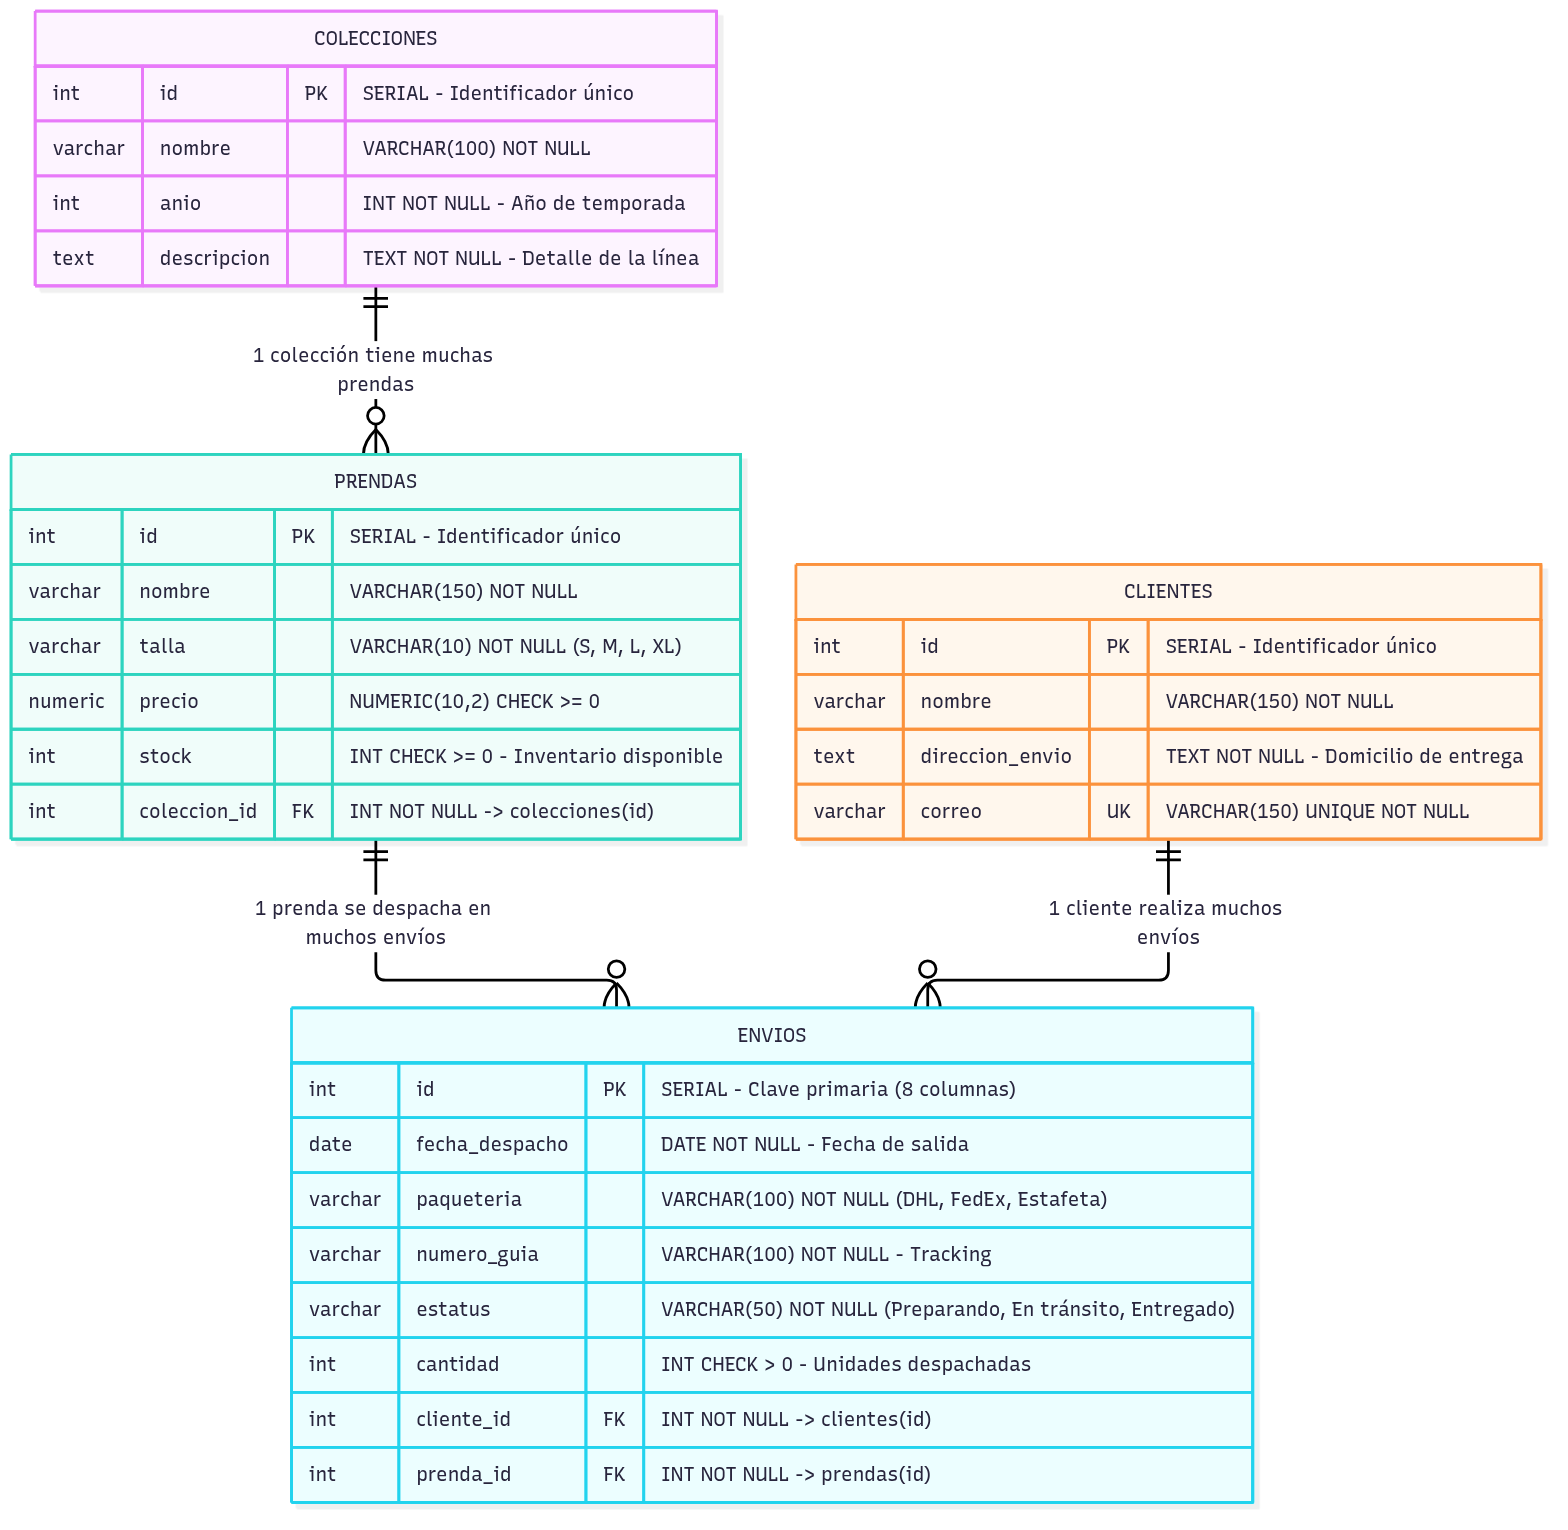 COLECCIONES
int id PK SERIAL - Identificador único
varchar nombre VARCHAR(100) NOT NULL
int anio INT NOT NULL - Año de temporada
text descripcion TEXT NOT NULL - Detalle de la línea
1 colección tiene muchas
prendas
PRENDAS
int id PK SERIAL - Identificador único
varchar nombre VARCHAR(150) NOT NULL
varchar talla VARCHAR(10) NOT NULL (S, M, L, XL)
numeric precio NUMERIC(10,2) CHECK >= 0
int stock INT CHECK >= 0 - Inventario disponible
int coleccion_id FK INT NOT NULL -> colecciones(id)
CLIENTES
int id PK SERIAL - Identificador único
varchar nombre VARCHAR(150) NOT NULL
text direccion_envio TEXT NOT NULL - Domicilio de entrega
varchar correo UK VARCHAR(150) UNIQUE NOT NULL
1 prenda se despacha en
muchos envíos
1 cliente realiza muchos
envíos
ENVIOS
int id PK SERIAL - Clave primaria (8 columnas)
date fecha_despacho DATE NOT NULL - Fecha de salida
varchar paqueteria VARCHAR(100) NOT NULL (DHL, FedEx, Estafeta)
varchar numero_guia VARCHAR(100) NOT NULL - Tracking
varchar estatus VARCHAR(50) NOT NULL (Preparando, En tránsito, Entregado)
int cantidad INT CHECK > 0 - Unidades despachadas
int cliente_id FK INT NOT NULL -> clientes(id)
int prenda_id FK INT NOT NULL -> prendas(id)